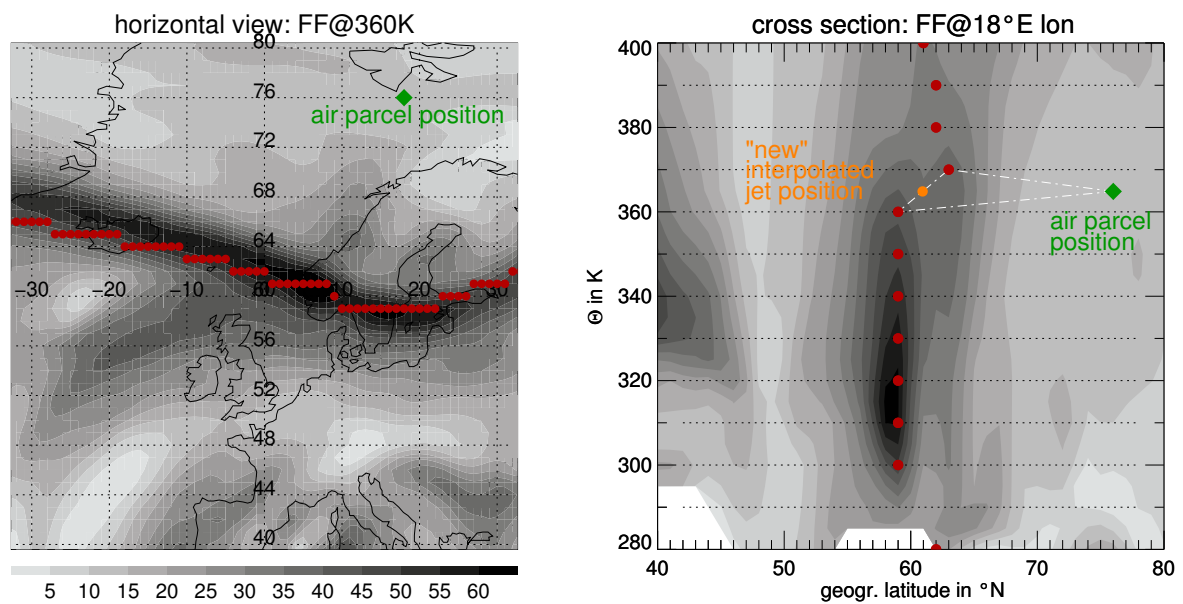 horizontal view: FF@360K
80
76
air parcel position
72
68
64
−30 −20 −10 60 10 20 30
56
52
48
44
40
5 10 15 20 25 30 35 40 45 50 55 60
cross section: FF@18°E lon
400
380
"new"
interpolated
jet position
360
air parcel
position
Θ in K
340
320
300
280
40 50 60 70 80
geogr. latitude in °N